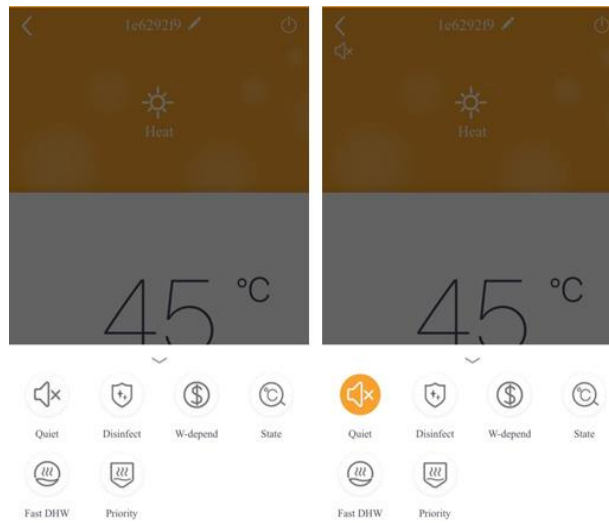 1e6292f9
Heat
45 °C
Quiet
Disinfect
W-depend
State
Fast DHW
Priority
1e6292f9
Heat
45 °C
Quiet
Disinfect
W-depend
State
Fast DHW
Priority